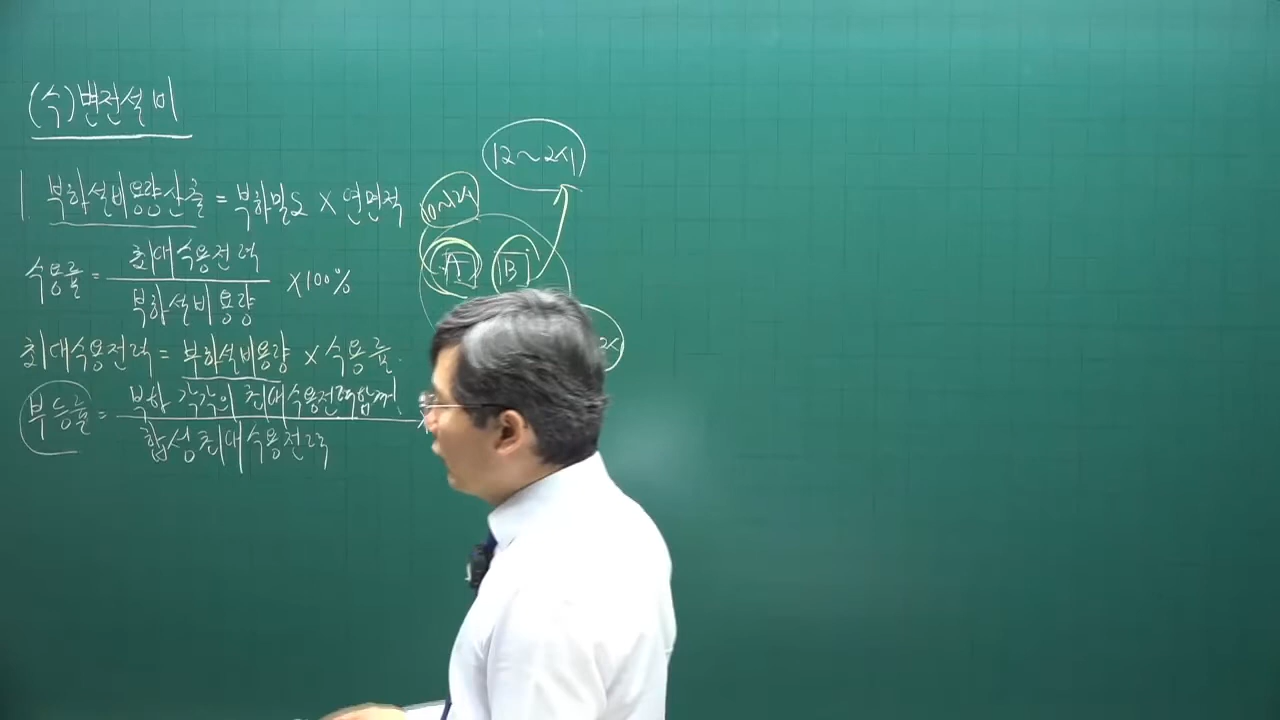 (수)변전설비
1. 부하설비용량산출 = 부하밀도 × 연면적
수용률 = 최대수용전력 / 부하설비용량 ×100%
최대수용전력 = 부하설비용량 × 수용률.
부등률 = 부하 각각의 최대수용전력합계 / 합성최대수용전력
12~2시
A B